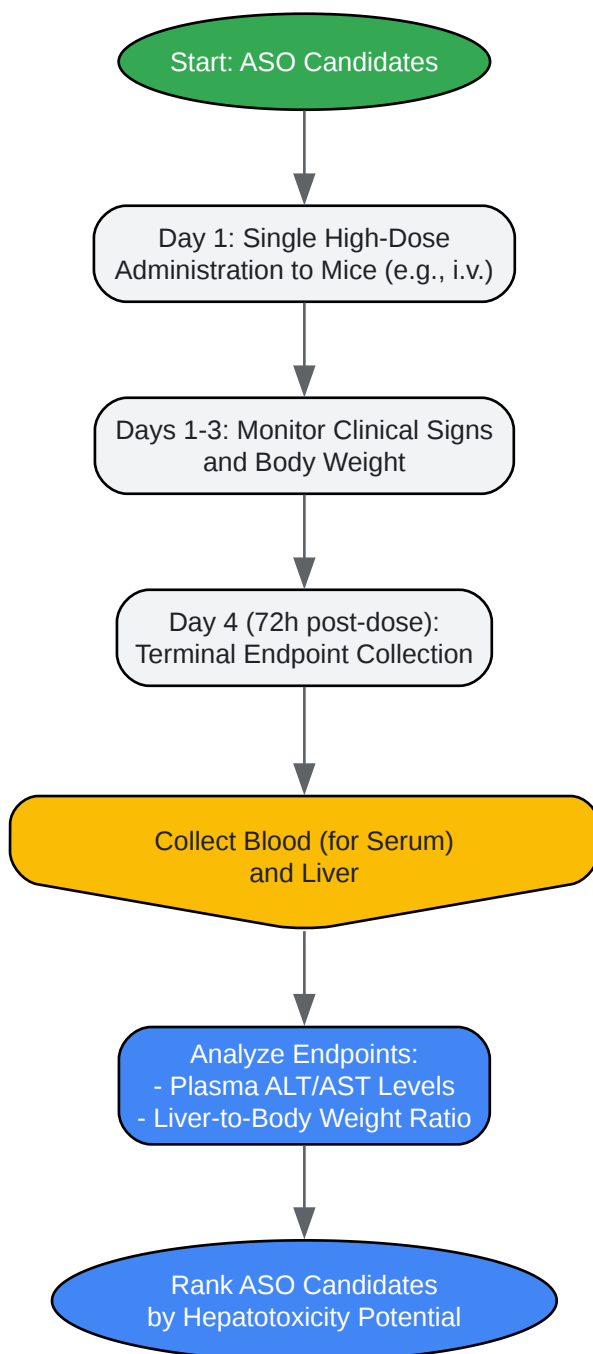 Start: ASO Candidates
Day 1: Single High-Dose
Administration to Mice (e.g., i.v.)
Days 1-3: Monitor Clinical Signs
and Body Weight
Day 4 (72h post-dose):
Terminal Endpoint Collection
Collect Blood (for Serum)
and Liver
Analyze Endpoints:
- Plasma ALT/AST Levels
- Liver-to-Body Weight Ratio
Rank ASO Candidates
by Hepatotoxicity Potential